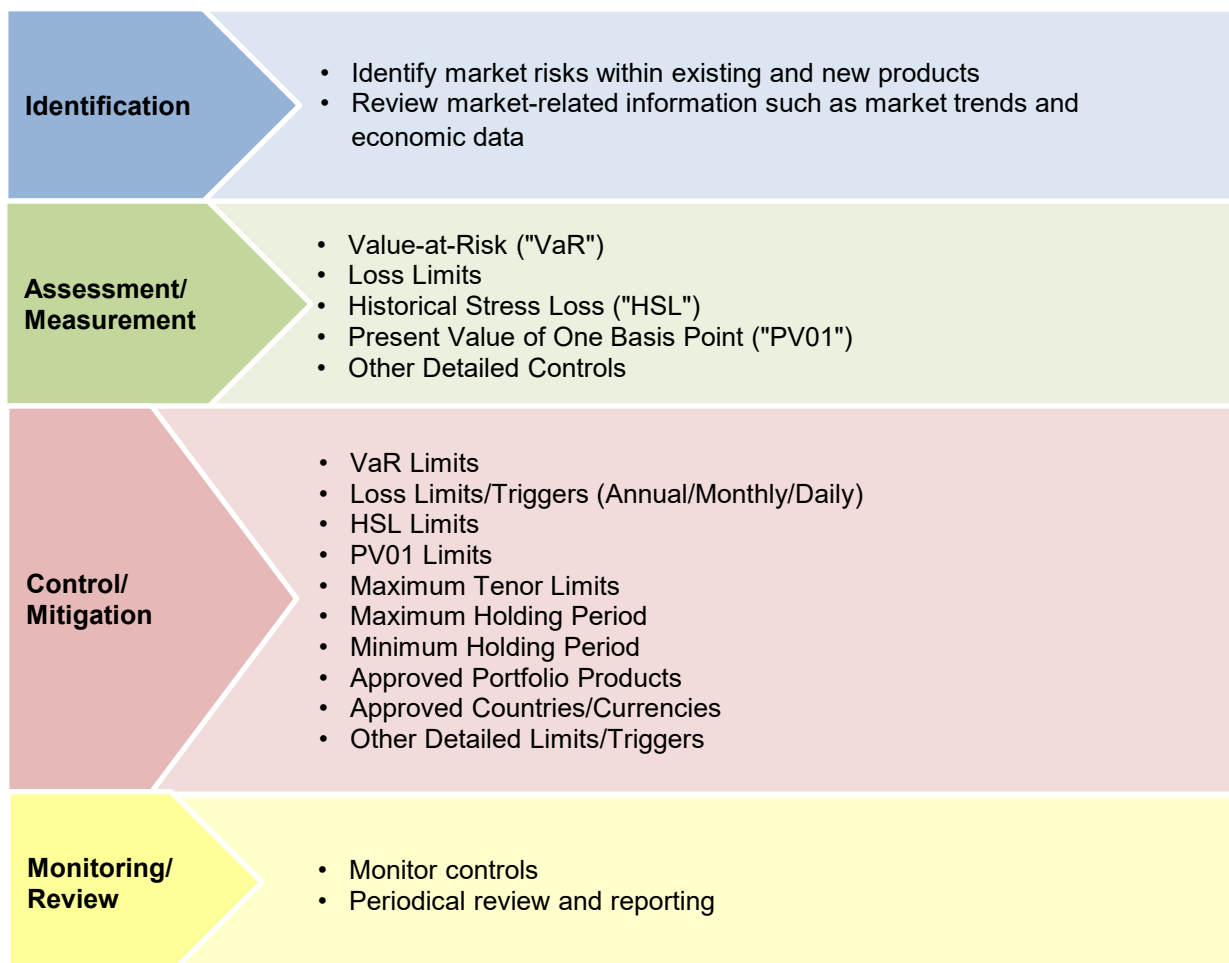 Identification
• Identify market risks within existing and new products
• Review market-related information such as market trends and
economic data
Assessment/
Measurement
• Value-at-Risk ("VaR")
• Loss Limits
• Historical Stress Loss ("HSL")
• Present Value of One Basis Point ("PV01")
• Other Detailed Controls
Control/
Mitigation
• VaR Limits
• Loss Limits/Triggers (Annual/Monthly/Daily)
• HSL Limits
• PV01 Limits
• Maximum Tenor Limits
• Maximum Holding Period
• Minimum Holding Period
• Approved Portfolio Products
• Approved Countries/Currencies
• Other Detailed Limits/Triggers
Monitoring/
Review
• Monitor controls
• Periodical review and reporting